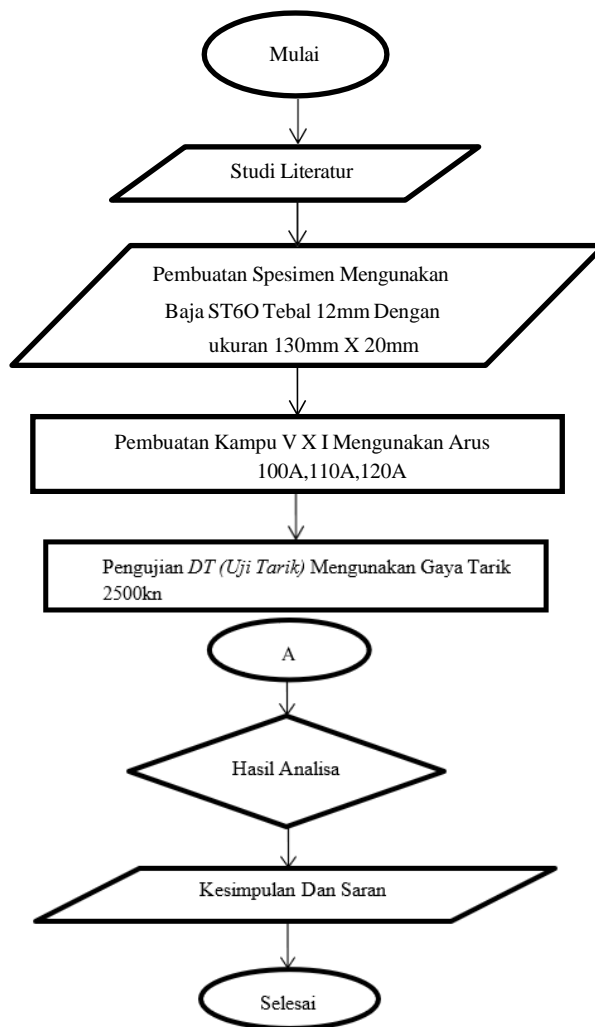 Mulai
Studi Literatur
Pembuatan Spesimen Mengunakan
Baja ST6O Tebal 12mm Dengan
ukuran 130mm X 20mm
Pembuatan Kampu V X I Mengunakan Arus
100A,110A,120A
Pengujian DT (Uji Tarik) Mengunakan Gaya Tarik
2500kn
A
Hasil Analisa
Kesimpulan Dan Saran
Selesai